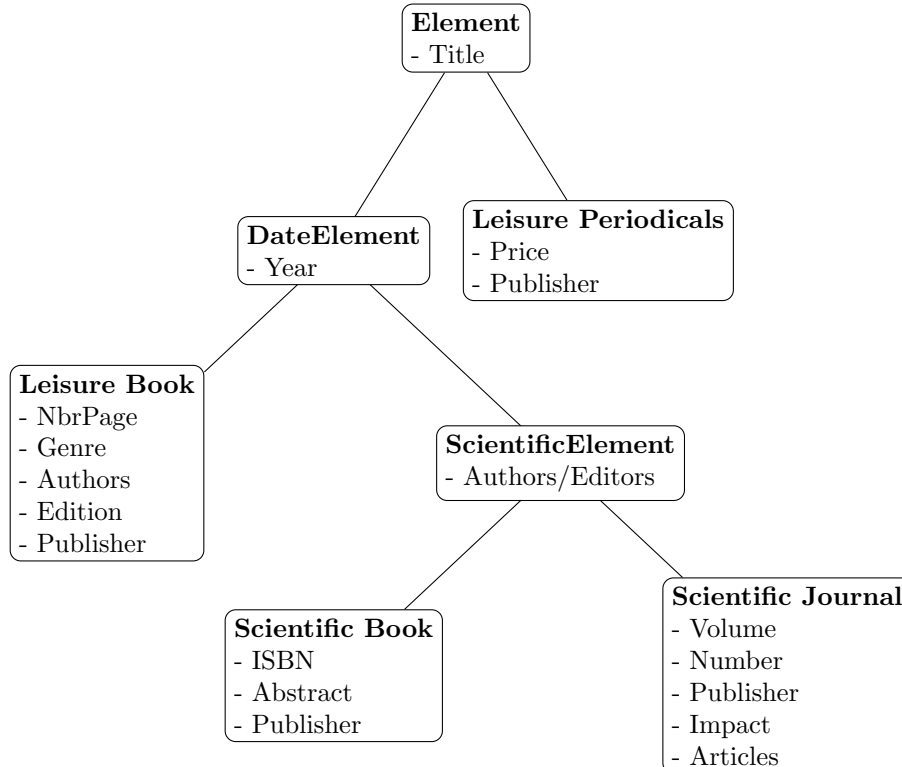 Element
- Title
DateElement
- Year
Leisure Periodicals
- Price
- Publisher
Leisure Book
- NbrPage
- Genre
- Authors
- Edition
- Publisher
ScientificElement
- Authors/Editors
Scientific Book
- ISBN
- Abstract
- Publisher
Scientific Journal
- Volume
- Number
- Publisher
- Impact
- Articles